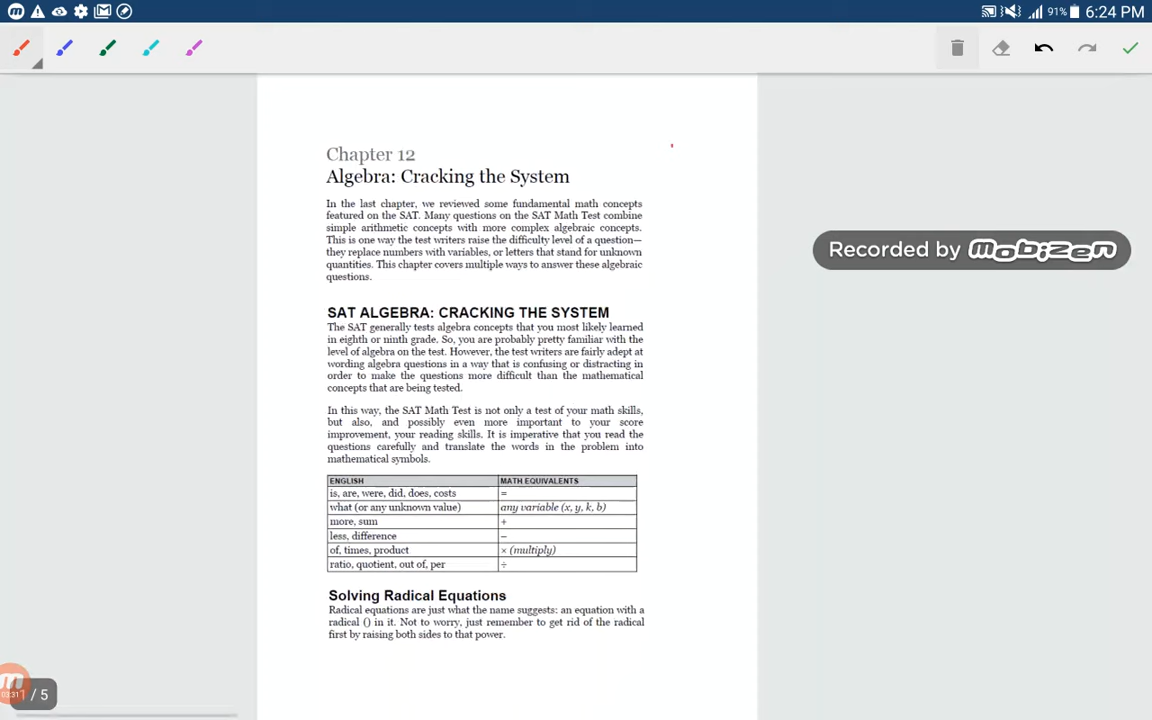 91% 6:24 PM
Chapter 12
Algebra: Cracking the System
In the last chapter, we reviewed some fundamental math concepts
featured on the SAT. Many questions on the SAT Math Test combine
simple arithmetic concepts with more complex algebraic concepts.
This is one way the test writers raise the difficulty level of a question—
they replace numbers with variables, or letters that stand for unknown
quantities. This chapter covers multiple ways to answer these algebraic
questions.
Recorded by mobizen
SAT ALGEBRA: CRACKING THE SYSTEM
The SAT generally tests algebra concepts that you most likely learned
in eighth or ninth grade. So, you are probably pretty familiar with the
level of algebra on the test. However, the test writers are fairly adept at
wording algebra questions in a way that is confusing or distracting in
order to make the questions more difficult than the mathematical
concepts that are being tested.
In this way, the SAT Math Test is not only a test of your math skills,
but also, and possibly even more important to your score
improvement, your reading skills. It is imperative that you read the
questions carefully and translate the words in the problem into
mathematical symbols.
ENGLISH MATH EQUIVALENTS
is, are, were, did, does, costs =
what (or any unknown value) any variable (x, y, k, b)
more, sum +
less, difference –
of, times, product × (multiply)
ratio, quotient, out of, per ÷
Solving Radical Equations
Radical equations are just what the name suggests: an equation with a
radical () in it. Not to worry, just remember to get rid of the radical
first by raising both sides to that power.
/ 5